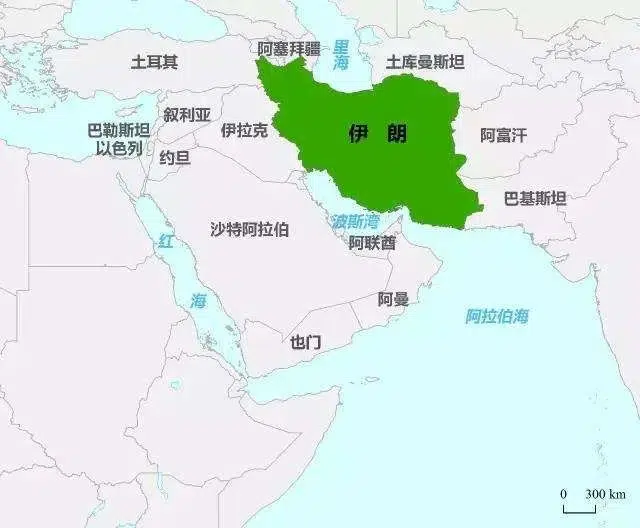 阿塞拜疆
里
海
土耳其
土库曼斯坦
叙利亚
巴勒斯坦
以色列
伊拉克
伊 朗
阿富汗
约旦
巴基斯坦
沙特阿拉伯
波斯湾
红
阿联酋
海
阿曼
阿拉伯海
也门
0 300 km